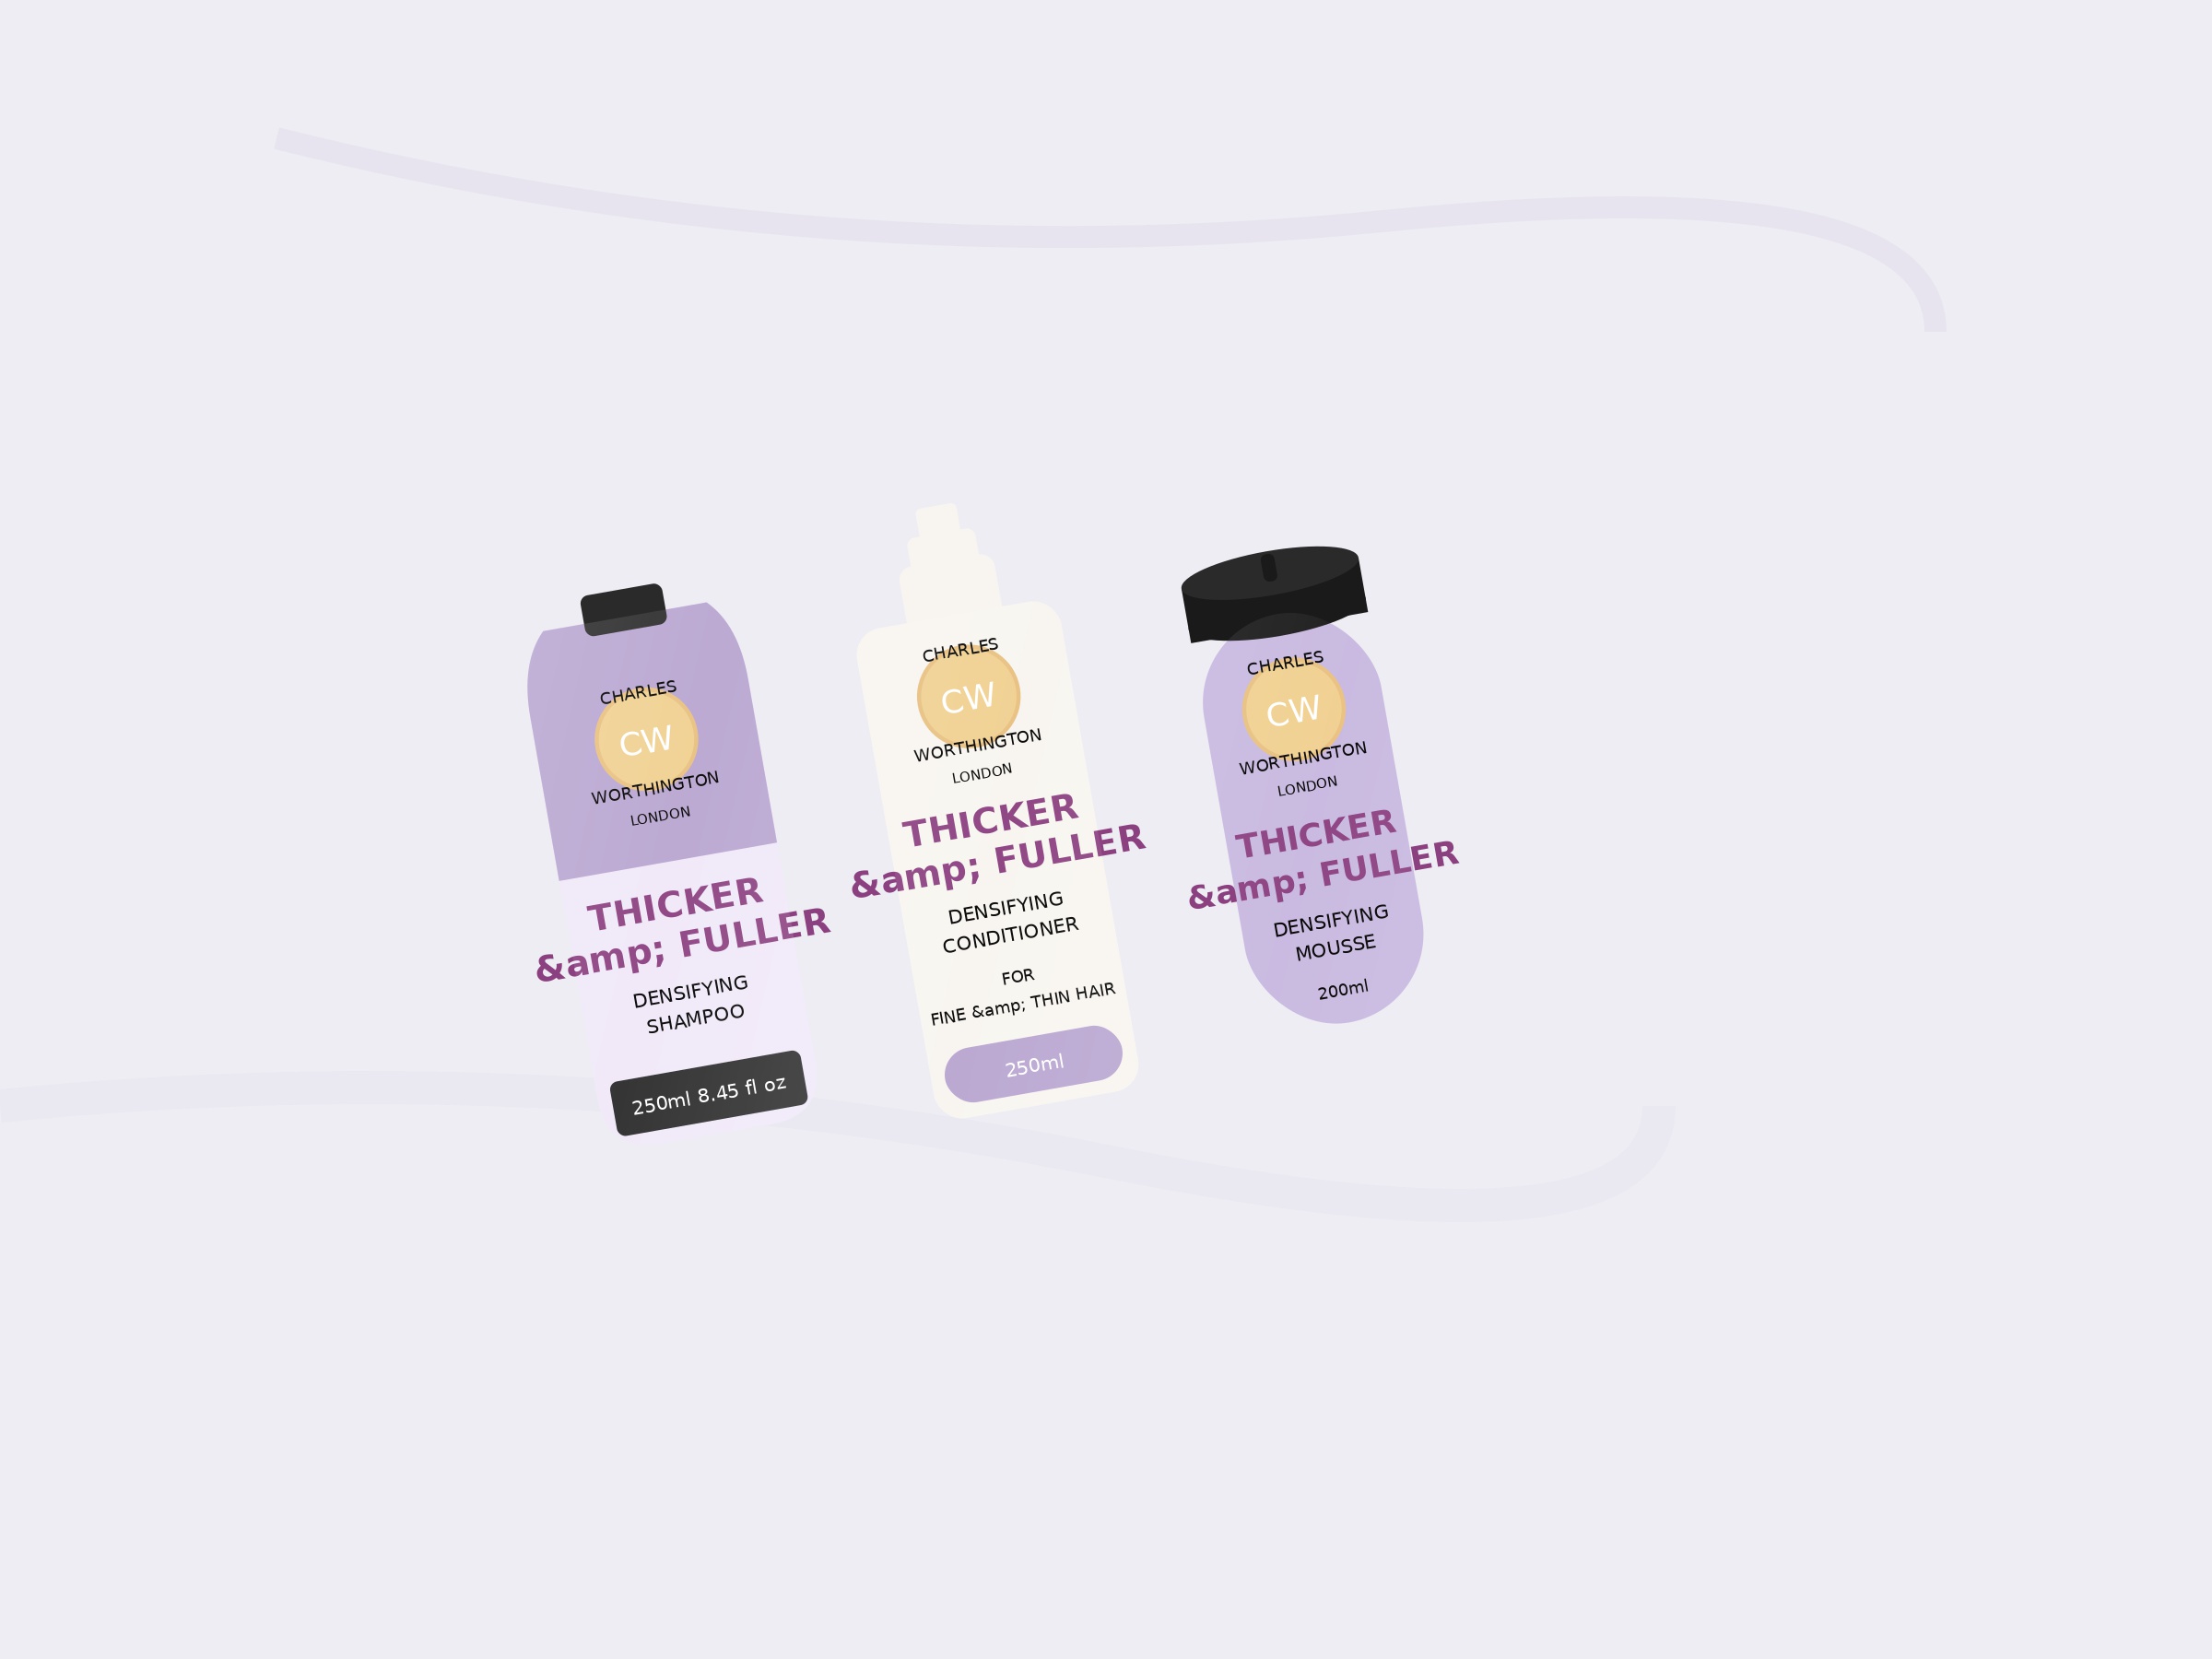 CHARLES
CW
WORTHINGTON
LONDON
THICKER
&amp; FULLER
DENSIFYING
SHAMPOO
250ml 8.45 fl oz
CHARLES
CW
WORTHINGTON
LONDON
THICKER
&amp; FULLER
DENSIFYING
CONDITIONER
FOR
FINE &amp; THIN HAIR
250ml
CHARLES
CW
WORTHINGTON
LONDON
THICKER
&amp; FULLER
DENSIFYING
MOUSSE
200ml